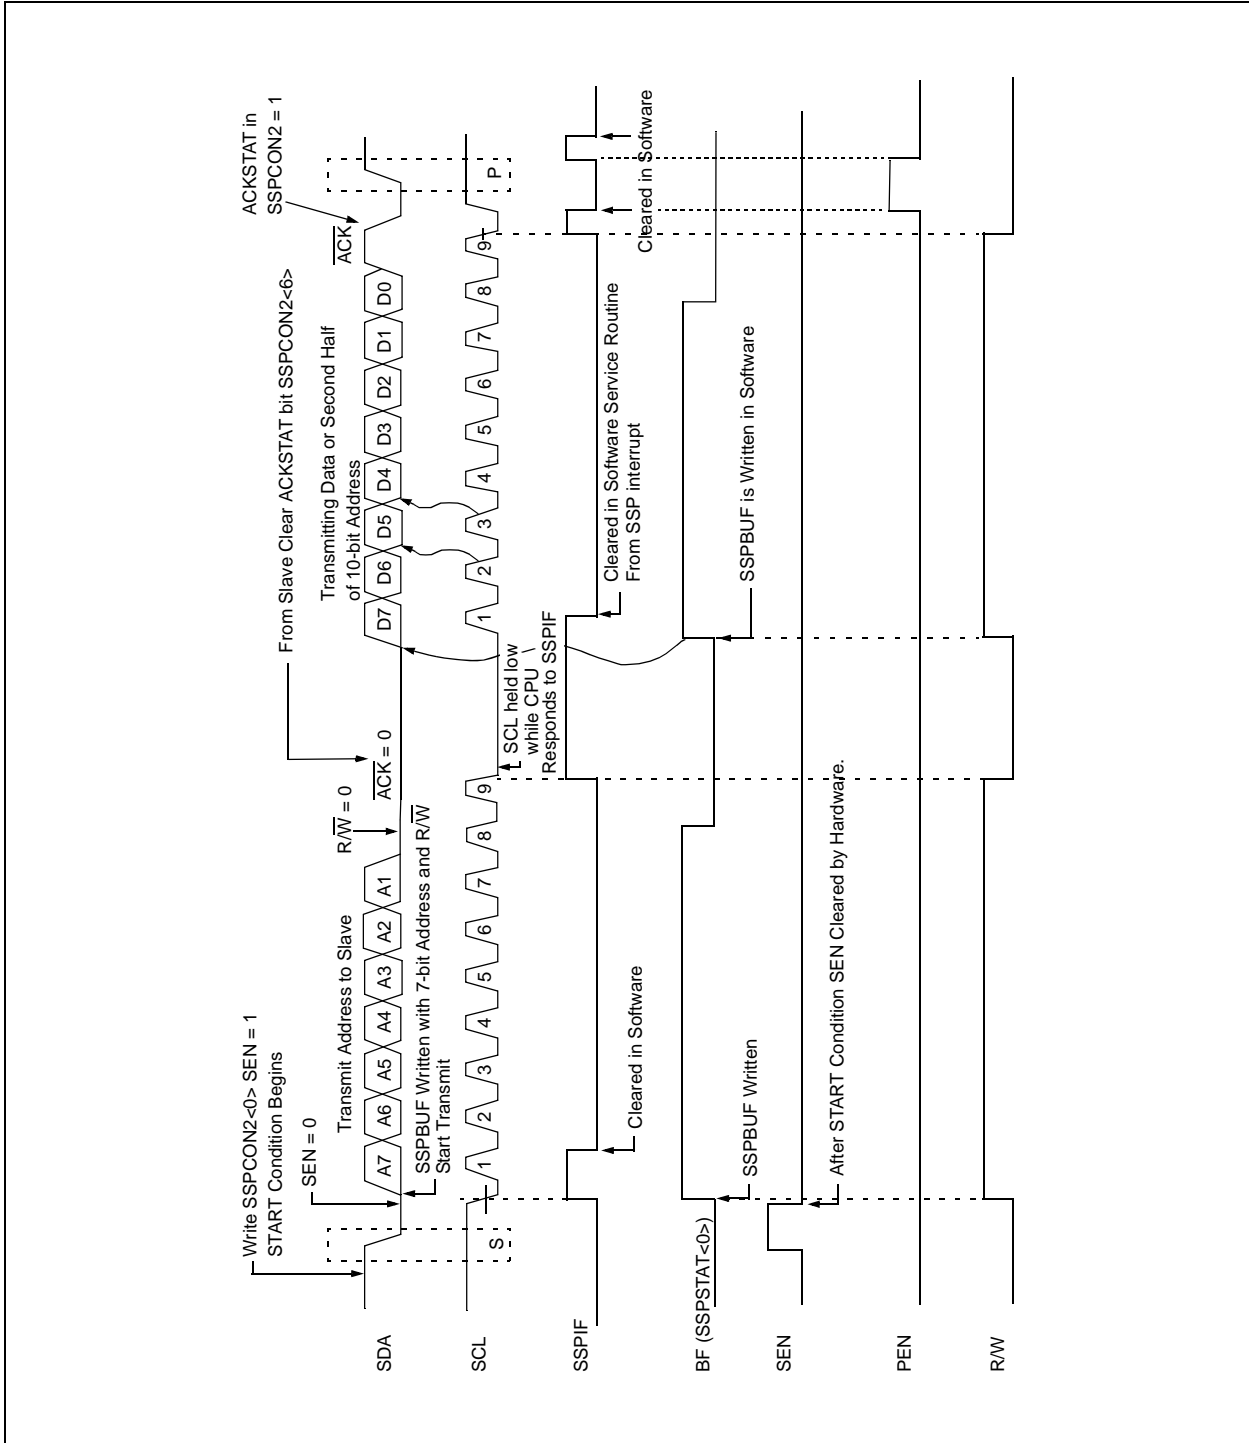 Write SSPCON2<0> SEN = 1
START Condition Begins
SEN = 0
Transmit Address to Slave
R/W = 0
From Slave Clear ACKSTAT bit SSPCON2<6>
ACK = 0
Transmitting Data or Second Half
of 10-bit Address
ACKSTAT in
SSPCON2 = 1
ACK
SDA
A7 A6 A5 A4 A3 A2 A1
D7 D6 D5 D4 D3 D2 D1 D0
SSPBUF Written with 7-bit Address and R/W
Start Transmit
SCL
S
1 2 3 4 5 6 7 8 9
1 2 3 4 5 6 7 8 9
P
SCL held low
while CPU
Responds to SSPIF
SSPIF
Cleared in Software
Cleared in Software Service Routine
From SSP interrupt
Cleared in Software
Cleared in Software
BF (SSPSTAT<0>)
SSPBUF Written
SSPBUF is Written in Software
SEN
After START Condition SEN Cleared by Hardware.
PEN
R/W